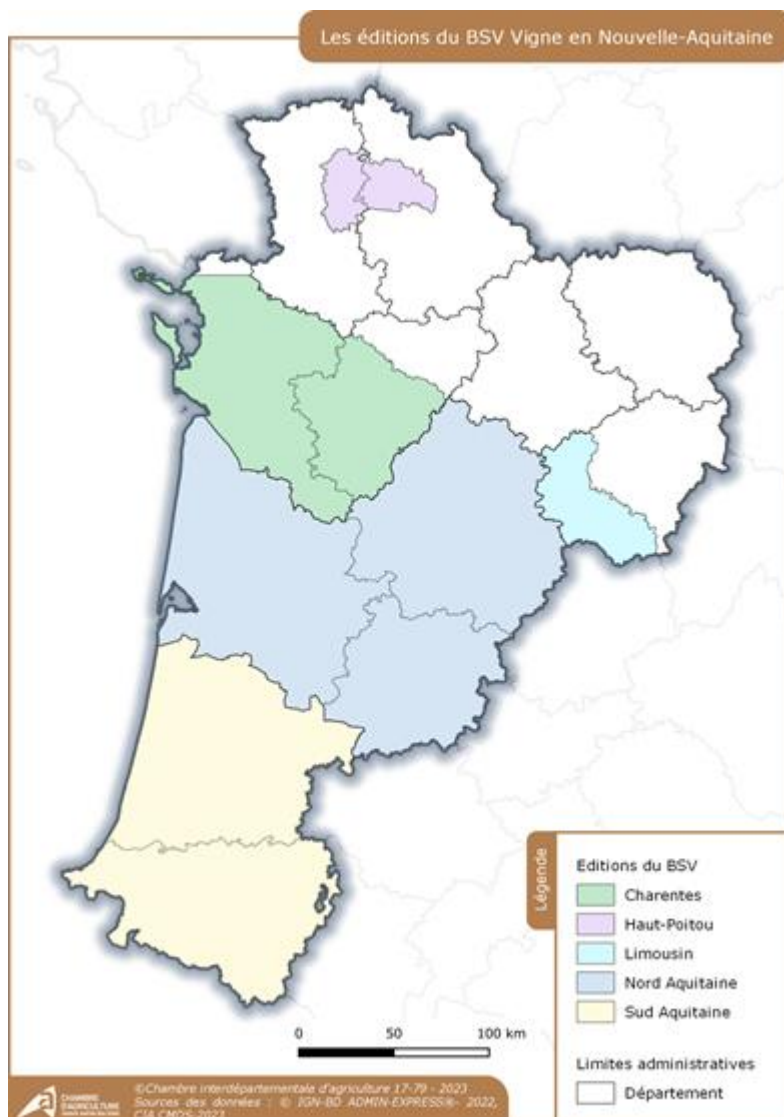 Les éditions du BSV Vigne en Nouvelle-Aquitaine
Légende
Editions du BSV
Charentes
Haut-Poitou
Limousin
Nord Aquitaine
Sud Aquitaine
0 50 100 km
Limites administratives
Département
CHAMBRE
D'AGRICULTURE
©Chambre interdépartementale d'agriculture 17-79 - 2023
Sources des données : © IGN-BD ADMIN-EXPRESS®- 2022,